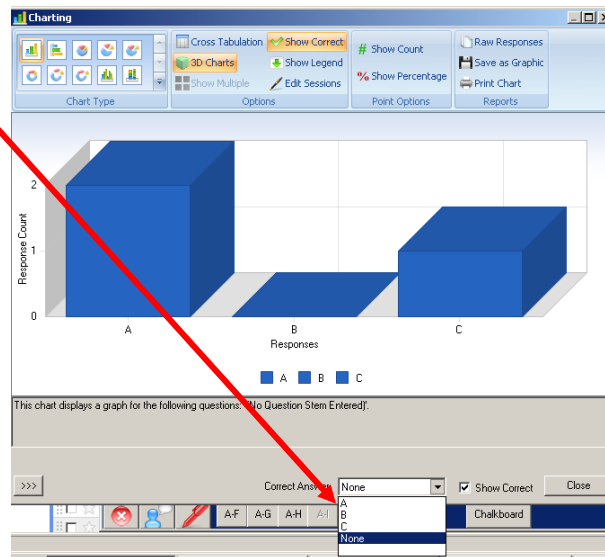 Charting
Cross Tabulation Show Correct
3D Charts Show Legend
Show Multiple Edit Sessions
Chart Type
Options
# Show Count
% Show Percentage
Point Options
Raw Responses
Save as Graphic
Print Chart
Reports
Response Count
2
1
0
A B C
Responses
A B C
This chart displays a graph for the following questions: '(No Question Stem Entered)'.
>>> Correct Answer None Show Correct Close
A
B
C
None
A-F A-G A-H A-I Chalkboard